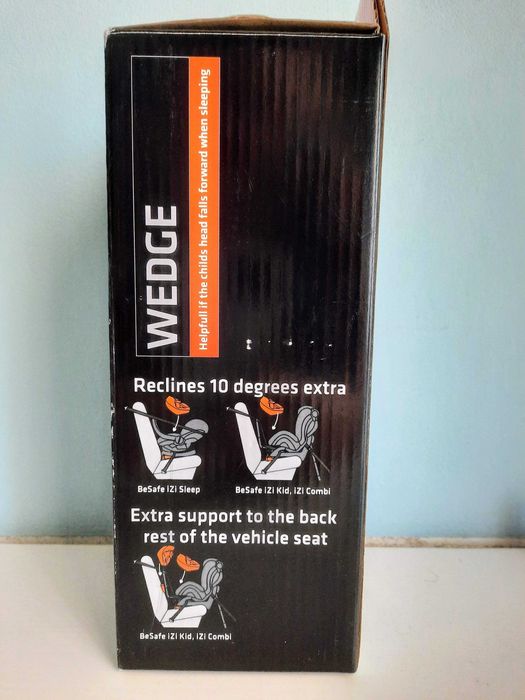 WEDGE
Helpfull if the childs head falls forward when sleeping
Reclines 10 degrees extra
BeSafe iZi Sleep
BeSafe iZi Kid, iZi Combi
Extra support to the back
rest of the vehicle seat
BeSafe iZi Kid, iZi Combi